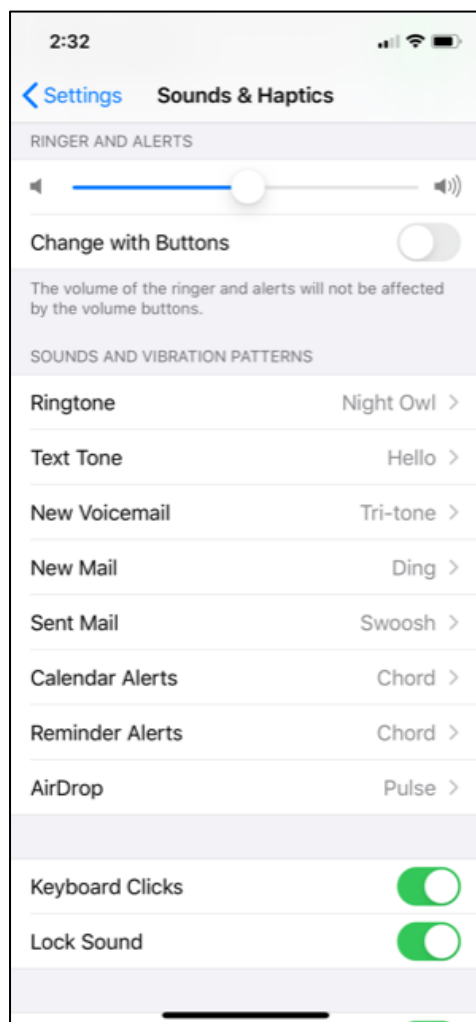 2:32
Settings Sounds & Haptics
RINGER AND ALERTS
Change with Buttons
The volume of the ringer and alerts will not be affected
by the volume buttons.
SOUNDS AND VIBRATION PATTERNS
Ringtone Night Owl
Text Tone Hello
New Voicemail Tri-tone
New Mail Ding
Sent Mail Swoosh
Calendar Alerts Chord
Reminder Alerts Chord
AirDrop Pulse
Keyboard Clicks
Lock Sound